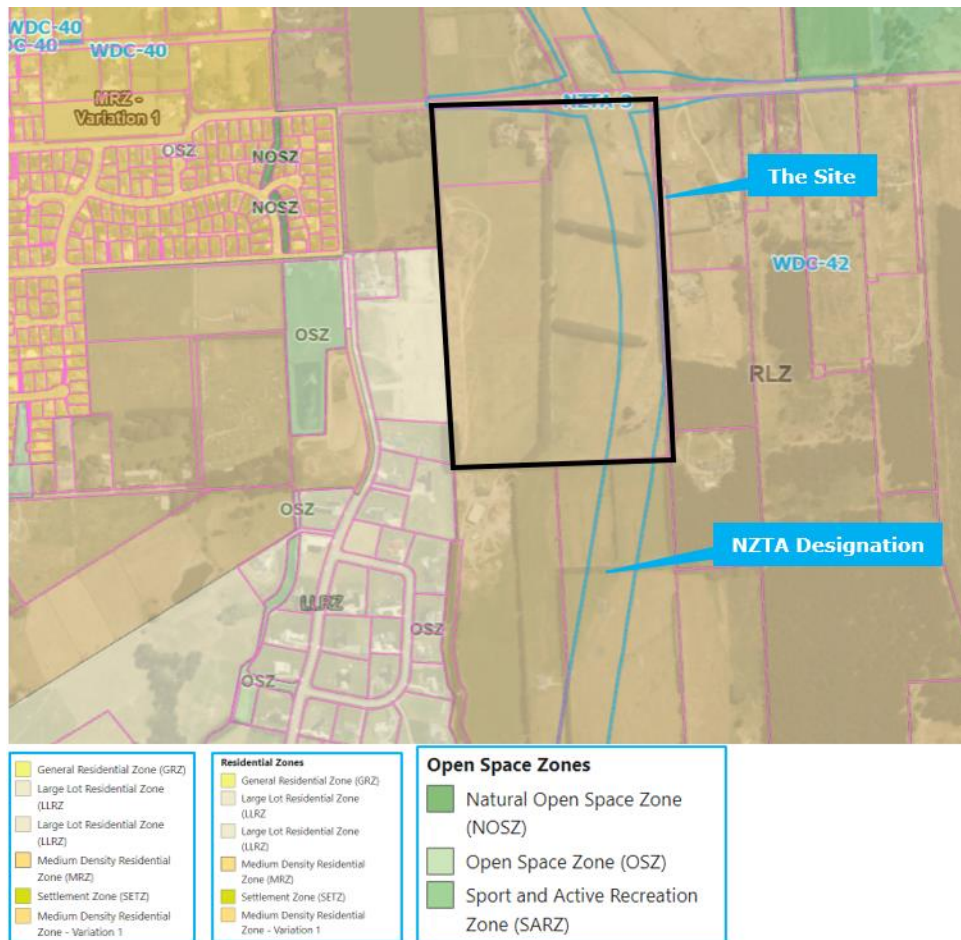 WDC-40
DC-40
WDC-40
MRZ -
Variation 1
OSZ
NOSZ
NOSZ
NZTA-3
The Site
WDC-42
OSZ
RLZ
OSZ
NZTA Designation
LLRZ
OSZ
OSZ
General Residential Zone (GRZ)
Large Lot Residential Zone
(LLRZ
Large Lot Residential Zone
(LLRZ)
Medium Density Residential
Zone (MRZ)
Settlement Zone (SETZ)
Medium Density Residential
Zone - Variation 1
Residential Zones
General Residential Zone (GRZ)
Large Lot Residential Zone
(LLRZ
Large Lot Residential Zone
(LLRZ)
Medium Density Residential
Zone (MRZ)
Settlement Zone (SETZ)
Medium Density Residential
Zone - Variation 1
Open Space Zones
Natural Open Space Zone
(NOSZ)
Open Space Zone (OSZ)
Sport and Active Recreation
Zone (SARZ)